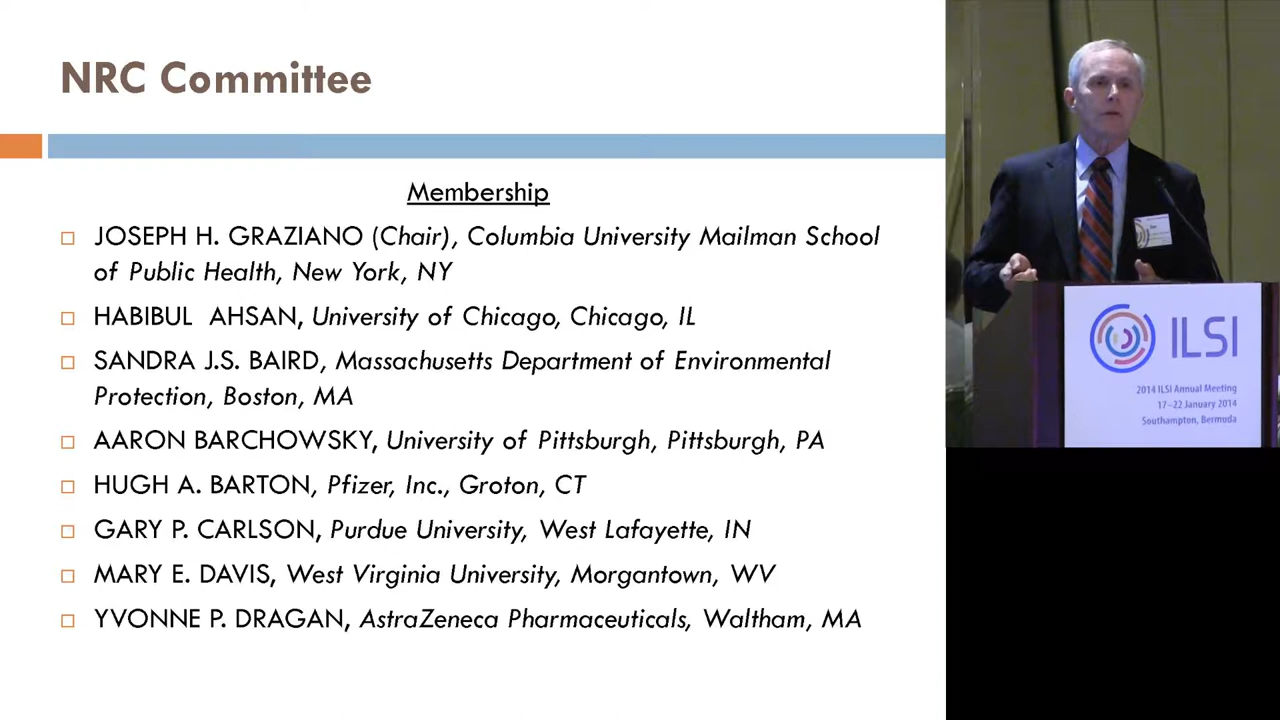 NRC Committee
Membership
JOSEPH H. GRAZIANO (Chair), Columbia University Mailman School
of Public Health, New York, NY
HABIBUL AHSAN, University of Chicago, Chicago, IL
SANDRA J.S. BAIRD, Massachusetts Department of Environmental
Protection, Boston, MA
AARON BARCHOWSKY, University of Pittsburgh, Pittsburgh, PA
HUGH A. BARTON, Pfizer, Inc., Groton, CT
GARY P. CARLSON, Purdue University, West Lafayette, IN
MARY E. DAVIS, West Virginia University, Morgantown, WV
YVONNE P. DRAGAN, AstraZeneca Pharmaceuticals, Waltham, MA
ILSI
2014 ILSI Annual Meeting
17–22 January 2014
Southampton, Bermuda